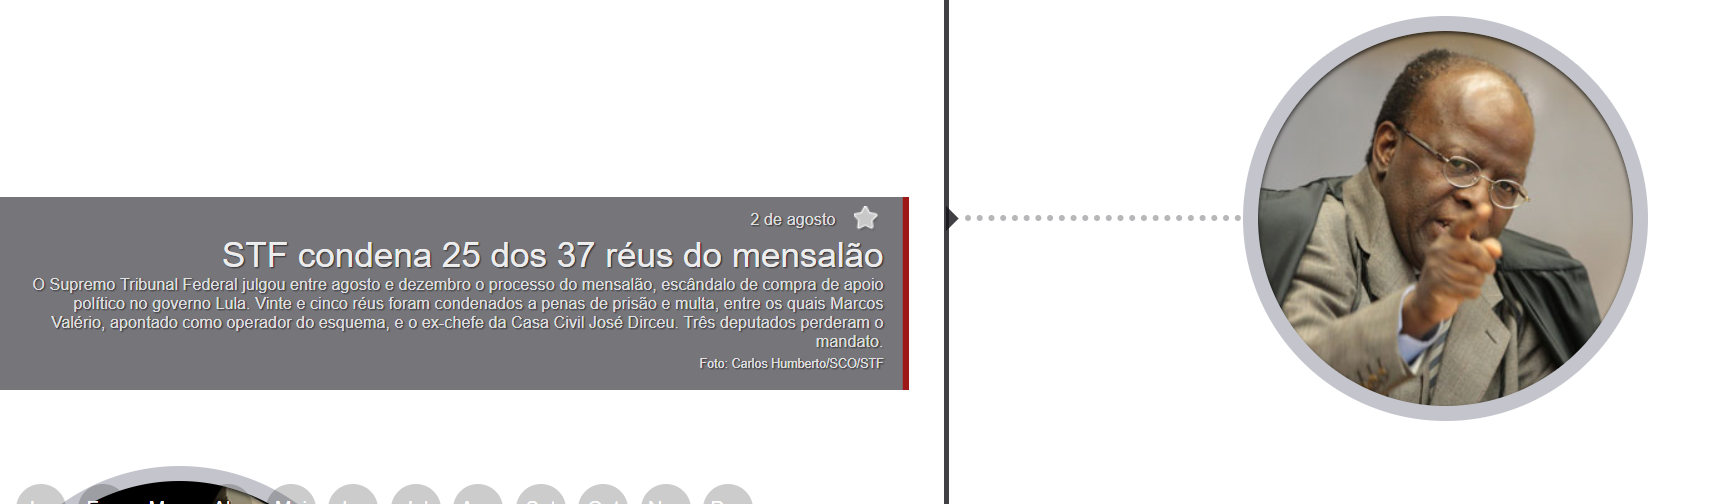 2 de agosto
STF condena 25 dos 37 réus do mensalão
O Supremo Tribunal Federal julgou entre agosto e dezembro o processo do mensalão, escândalo de compra de apoio
político no governo Lula. Vinte e cinco réus foram condenados a penas de prisão e multa, entre os quais Marcos
Valério, apontado como operador do esquema, e o ex-chefe da Casa Civil José Dirceu. Três deputados perderam o
mandato.
Foto: Carlos Humberto/SCO/STF